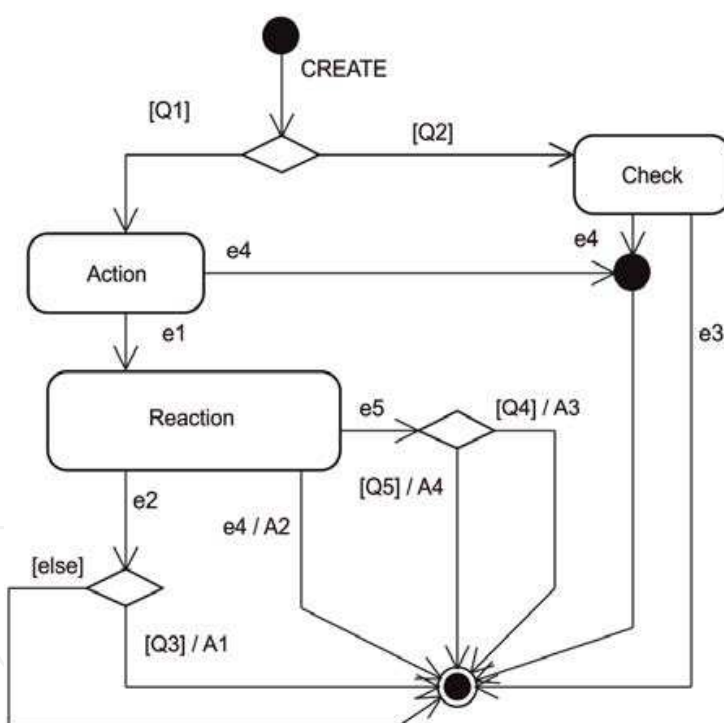 CREATE
[Q1]
[Q2]
Check
e4
e4
Action
e1
e3
Reaction
e5
[Q4] / A3
[Q5] / A4
e2
e4 / A2
[else]
[Q3] / A1